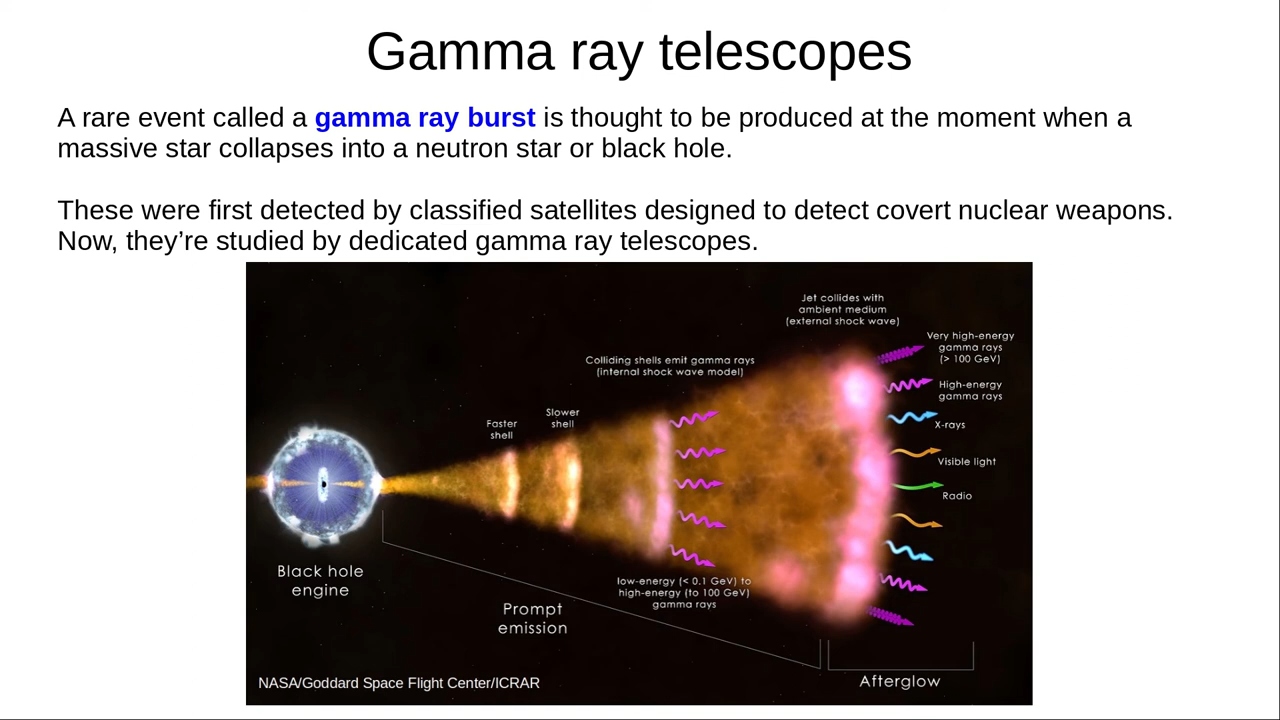 Gamma ray telescopes
A rare event called a gamma ray burst is thought to be produced at the moment when a
massive star collapses into a neutron star or black hole.
These were first detected by classified satellites designed to detect covert nuclear weapons.
Now, they’re studied by dedicated gamma ray telescopes.
Jet collides with
ambient medium
(external shock wave)
Very high-energy
gamma rays
(> 100 GeV)
Colliding shells emit gamma rays
(internal shock wave model)
High-energy
gamma rays
Slower
shell
Faster
shell
X-rays
Visible light
Radio
Black hole
engine
low-energy (< 0.1 GeV) to
high-energy (to 100 GeV)
gamma rays
Prompt
emission
Afterglow
NASA/Goddard Space Flight Center/ICRAR